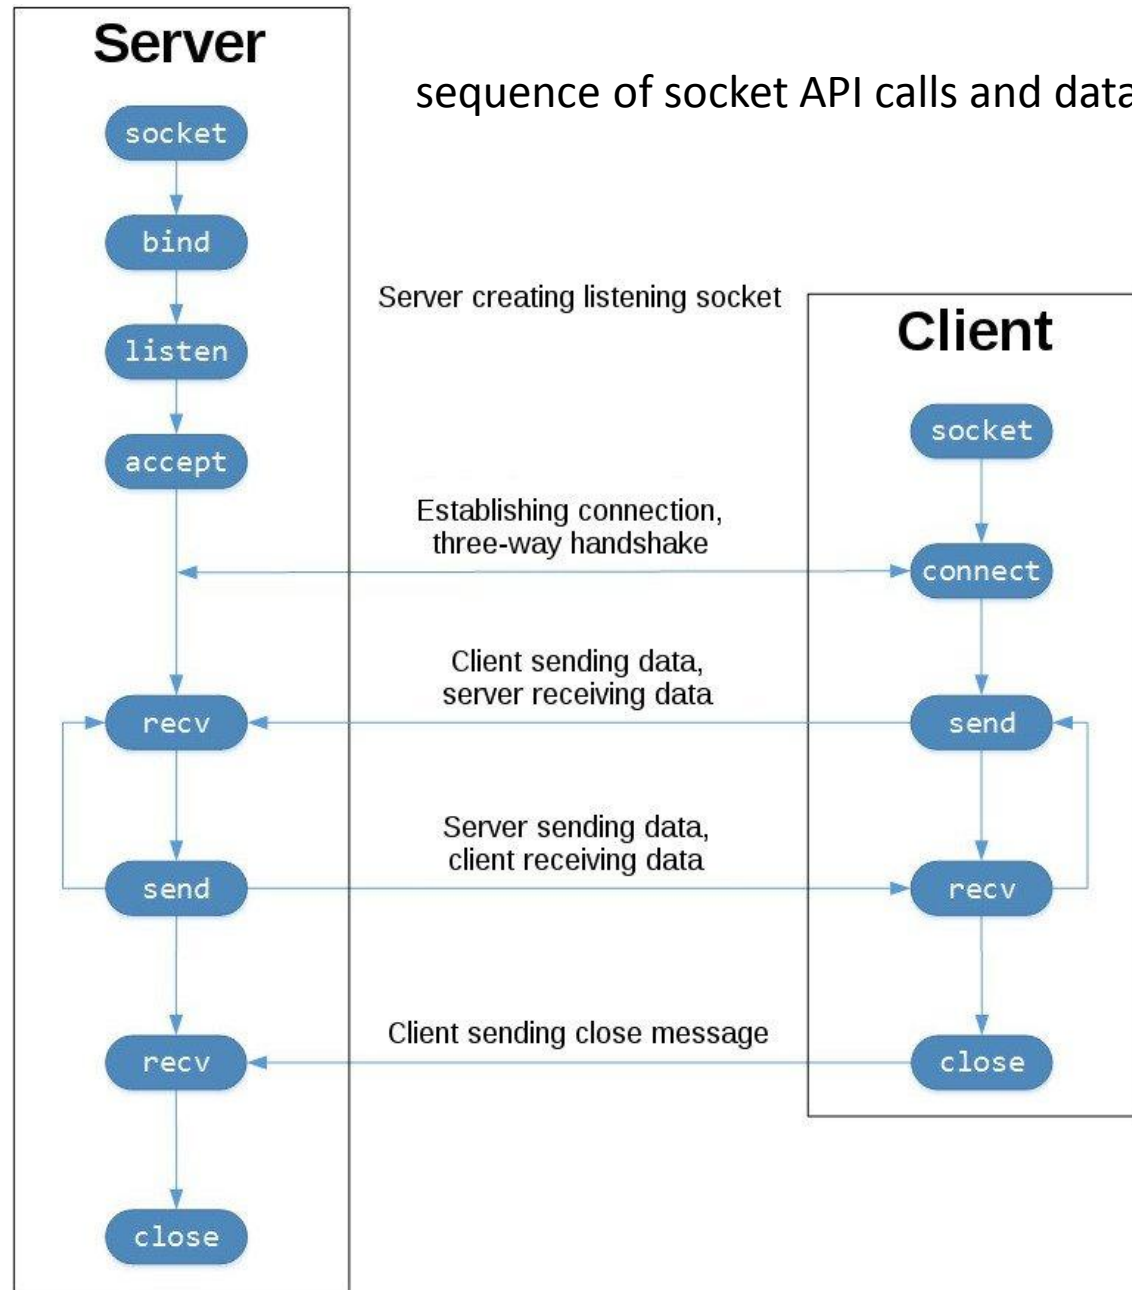 Server
sequence of socket API calls and data
socket
bind
Server creating listening socket
listen
Client
accept
socket
Establishing connection,
three-way handshake
connect
Client sending data,
server receiving data
recv
send
Server sending data,
client receiving data
send
recv
Client sending close message
recv
close
close